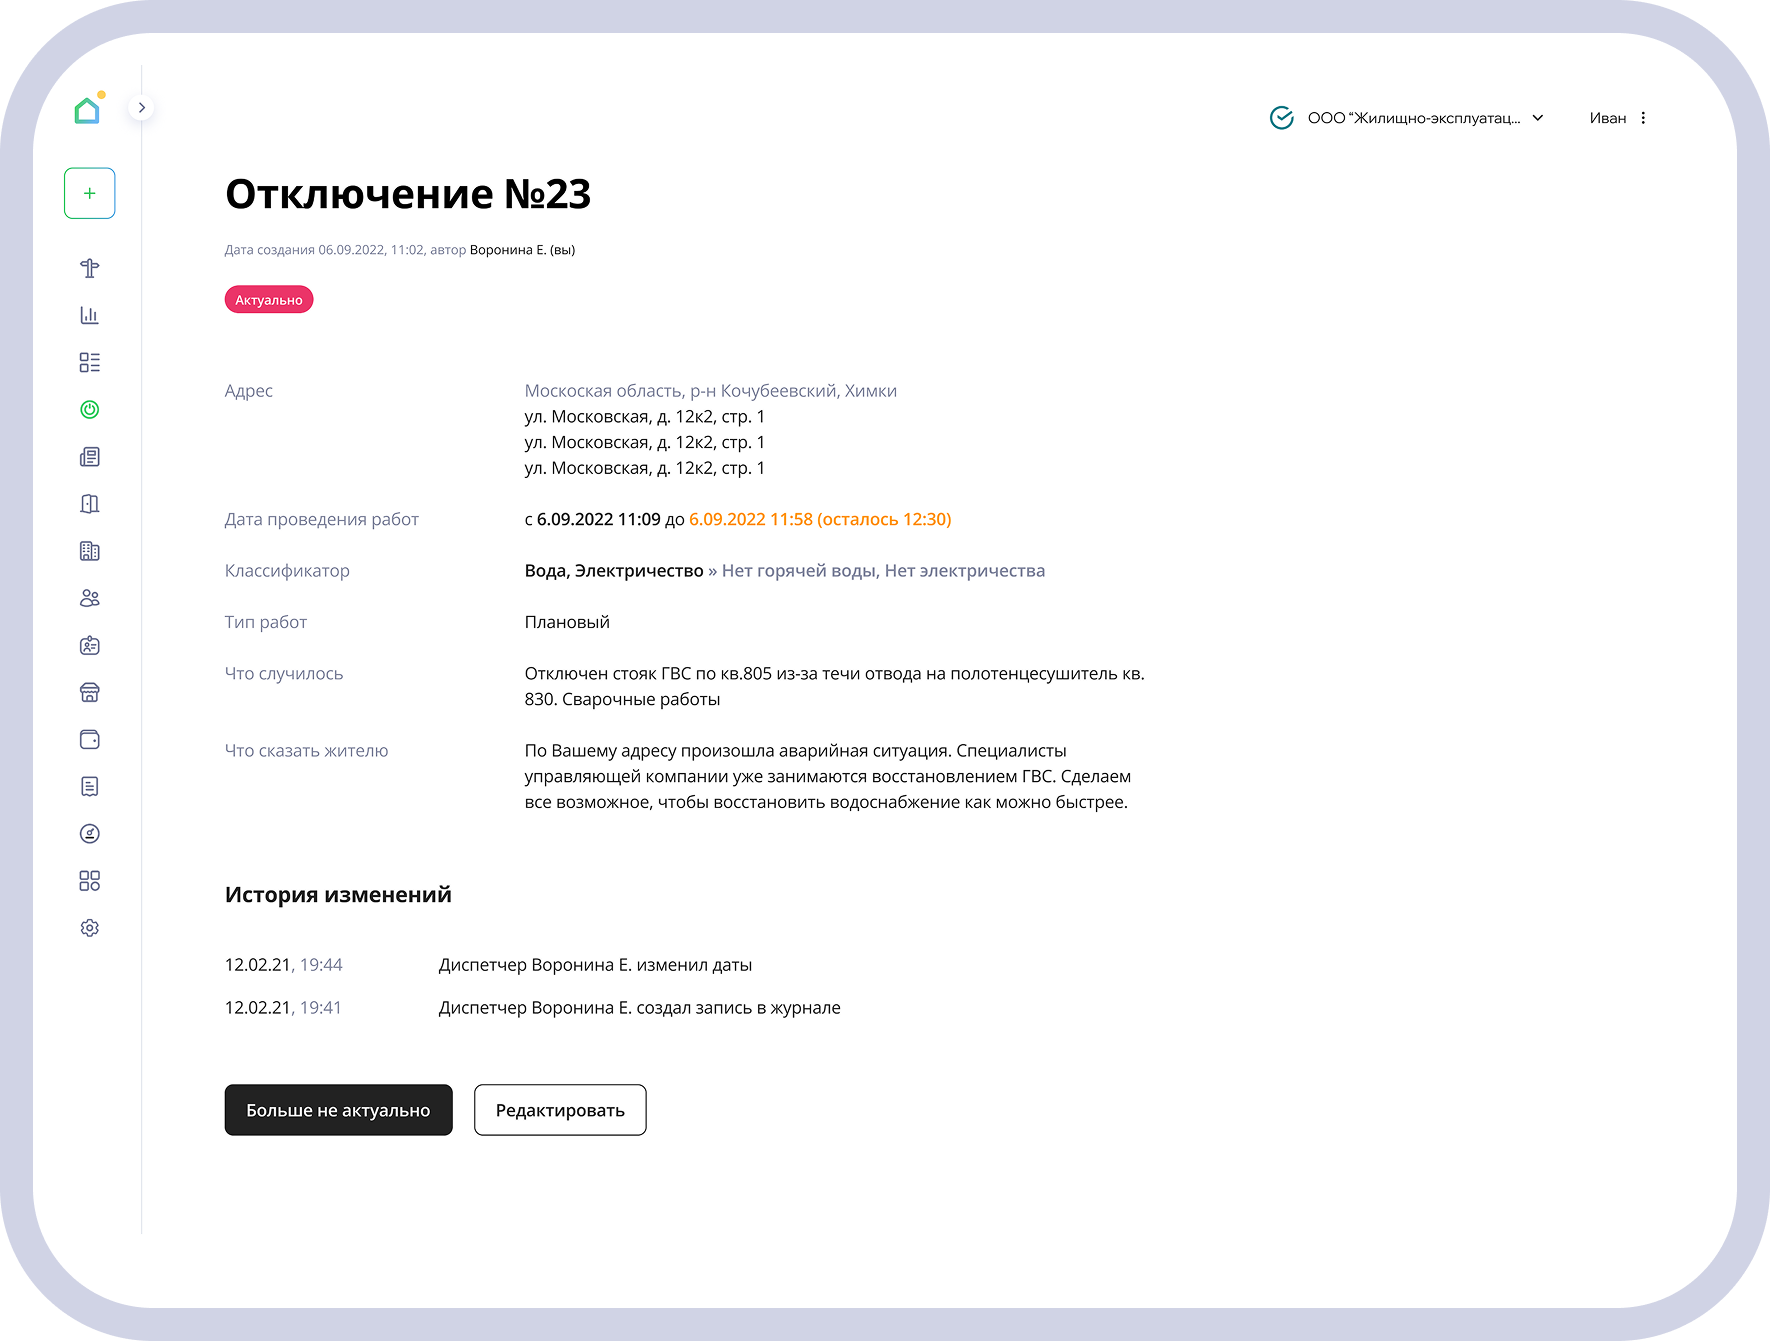 ООО “Жилищно-эксплуатац...
Иван
Отключение №23
Дата создания 06.09.2022, 11:02, автор Воронина Е. (вы)
Актуально
Адрес
Москоская область, р-н Кочубеевский, Химки
ул. Московская, д. 12к2, стр. 1
ул. Московская, д. 12к2, стр. 1
ул. Московская, д. 12к2, стр. 1
Дата проведения работ
с 6.09.2022 11:09 до 6.09.2022 11:58 (осталось 12:30)
Классификатор
Вода, Электричество » Нет горячей воды, Нет электричества
Тип работ
Плановый
Что случилось
Отключен стояк ГВС по кв.805 из-за течи отвода на полотенцесушитель кв.
830. Сварочные работы
Что сказать жителю
По Вашему адресу произошла аварийная ситуация. Специалисты
управляющей компании уже занимаются восстановлением ГВС. Сделаем
все возможное, чтобы восстановить водоснабжение как можно быстрее.
История изменений
12.02.21, 19:44 Диспетчер Воронина Е. изменил даты
12.02.21, 19:41 Диспетчер Воронина Е. создал запись в журнале
Больше не актуально
Редактировать